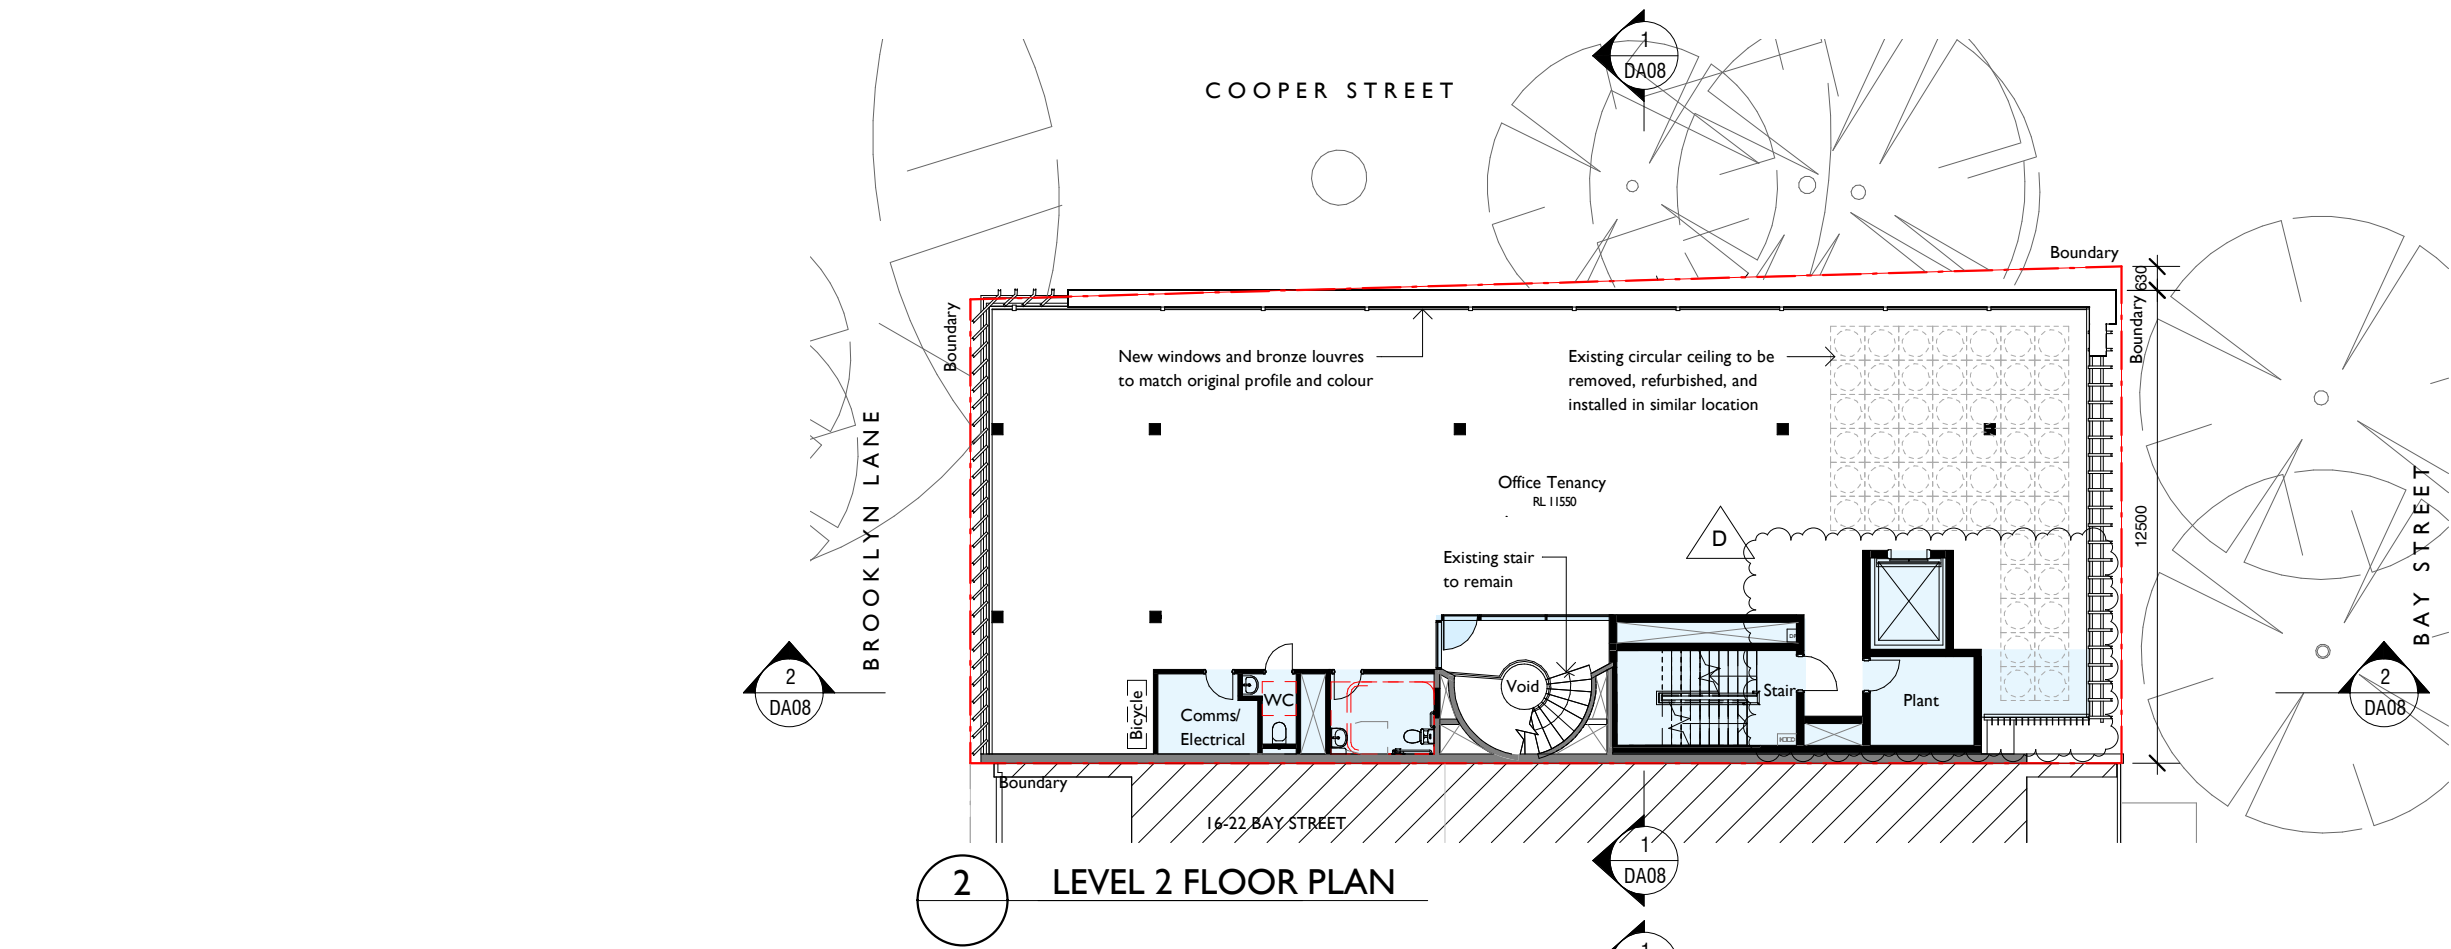 1
DA08
COOPER STREET
Boundary
630
Boundary
Boundary
New windows and bronze louvres
to match original profile and colour
Existing circular ceiling to be
removed, refurbished, and
installed in similar location
BROOKLYN LANE
BAY STREET
12500
Office Tenancy
RL 11550
D
Existing stair
to remain
2
DA08
Bicycle
Comms/
Electrical
WC
Void
Stair
Plant
2
DA08
Boundary
16-22 BAY STREET
1
DA08
2
LEVEL 2 FLOOR PLAN
1